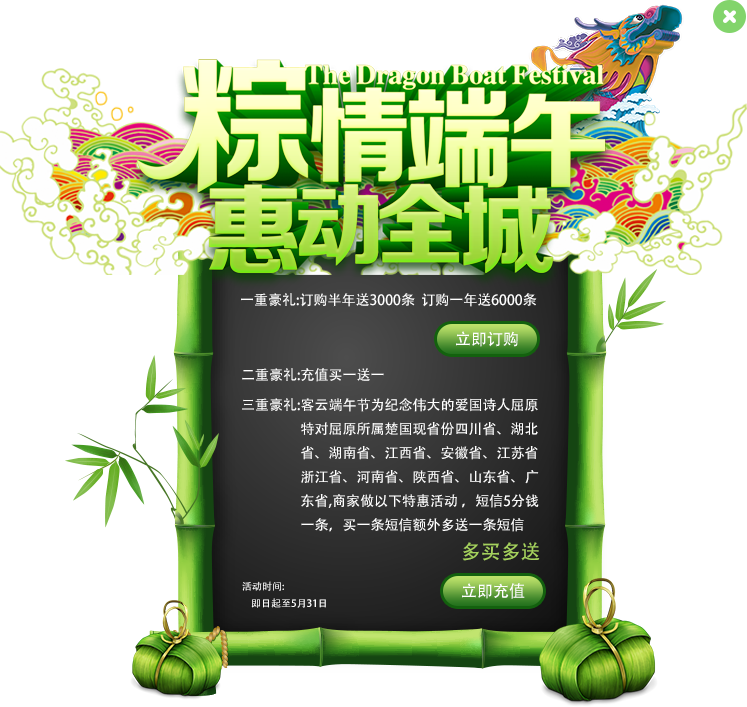 The Dragon Boat Festival
粽情端午
惠动全城
一重豪礼:订购半年送3000条 订购一年送6000条
立即订购
二重豪礼:充值买一送一
三重豪礼:客云端午节为纪念伟大的爱国诗人屈原
特对屈原所属楚国现省份四川省、湖北
省、湖南省、江西省、安徽省、江苏省
浙江省、河南省、陕西省、山东省、广
东省,商家做以下特惠活动，短信5分钱
一条，买一条短信额外多送一条短信
多买多送
立即充值
活动时间:
即日起至5月31日